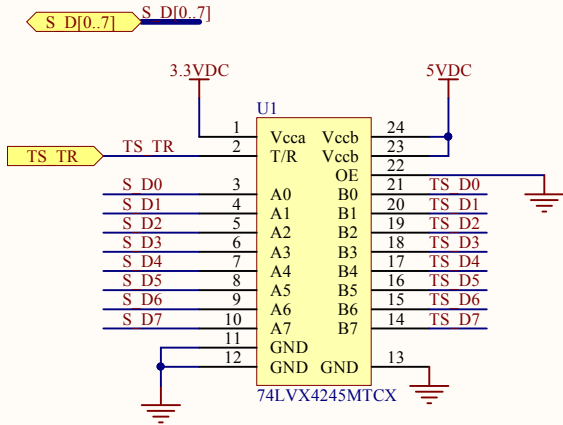 S_D[0..7] S_D[0..7]
3.3VDC 5VDC
U1
1 Vcca Vccb 24
TS_TR TS_TR 2 T/R Vccb 23
OE 22
S_D0 3 A0 B0 21 TS_D0
S_D1 4 A1 B1 20 TS_D1
S_D2 5 A2 B2 19 TS_D2
S_D3 6 A3 B3 18 TS_D3
S_D4 7 A4 B4 17 TS_D4
S_D5 8 A5 B5 16 TS_D5
S_D6 9 A6 B6 15 TS_D6
S_D7 10 A7 B7 14 TS_D7
11 GND
12 GND GND 13
74LVX4245MTCX